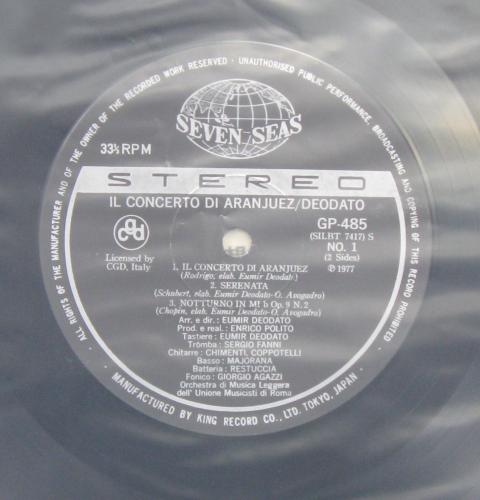 ALL RIGHTS OF THE MANUFACTURER AND OF THE OWNER OF THE RECORDED WORK RESERVED · UNAUTHORISED PUBLIC PERFORMANCE, BROADCASTING AND COPYING OF THIS RECORD PROHIBITED ·
SEVEN SEAS
33⅓ RPM
STEREO
IL CONCERTO DI ARANJUEZ/DEODATO
cgd
GP-485
(SILBT 7417) S
NO. 1
(2 Sides)
℗ 1977
Licensed by
CGD, Italy
1. IL CONCERTO DI ARANJUEZ
(Rodrigo, elab. Eumir Deodato)
2. SERENATA
(Schubert, elab. Eumir Deodato-O. Avogadro)
3. NOTTURNO IN MI b Op. 9 N. 2
(Chopin, elab. Eumir Deodato-O. Avogadro)
Arr. e dir.: EUMIR DEODATO
Prod. e real.: ENRICO POLITO
Tastiere: EUMIR DEODATO
Tromba: SERGIO FANNI
Chitarre: CHIMENTI, COPPOTELLI
Basso: MAJORANA
Batteria: RESTUCCIA
Fonico: GIORGIO AGAZZI
Orchestra di Musica Leggera
dell' Unione Musicisti di Roma
MANUFACTURED BY KING RECORD CO., LTD. TOKYO, JAPAN ·